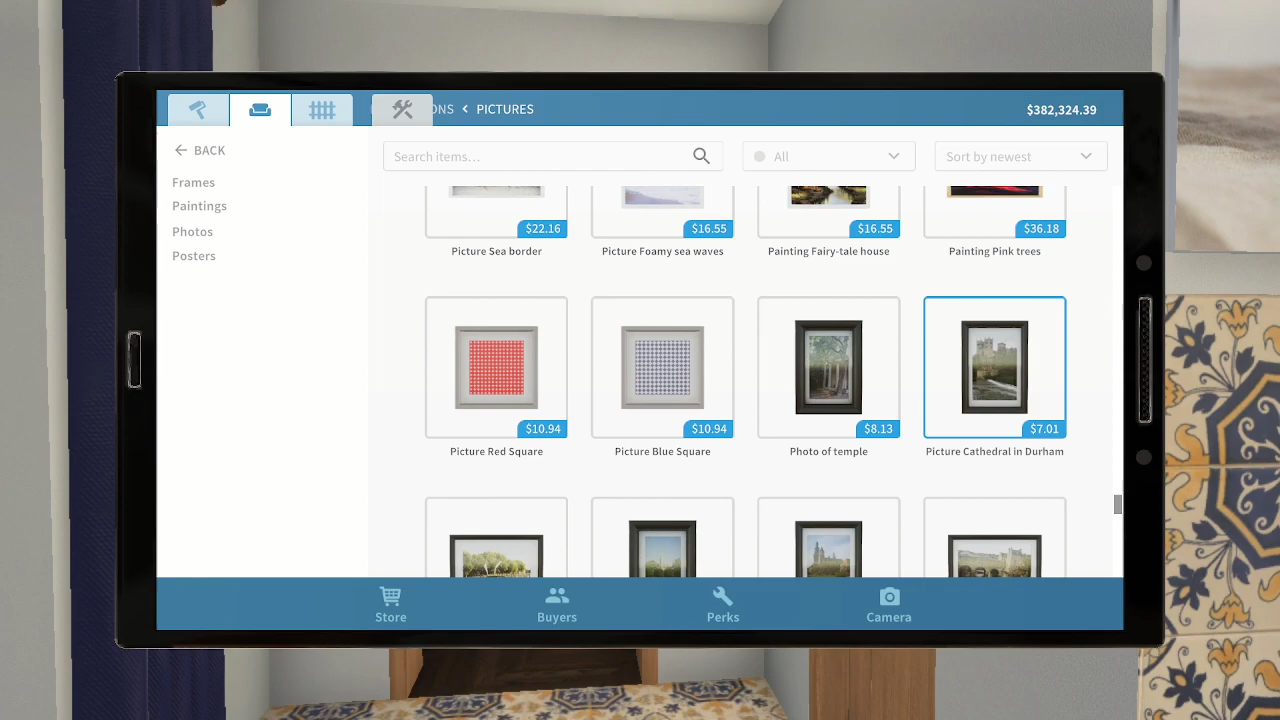 ONS < PICTURES
$382,324.39
BACK
Search items...
All
Sort by newest
Frames
Paintings
Photos
Posters
$22.16
$16.55
$16.55
$36.18
Picture Sea border
Picture Foamy sea waves
Painting Fairy-tale house
Painting Pink trees
$10.94
$10.94
$8.13
$7.01
Picture Red Square
Picture Blue Square
Photo of temple
Picture Cathedral in Durham
Store
Buyers
Perks
Camera